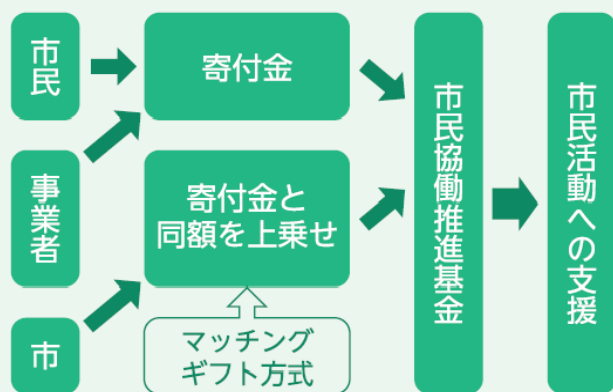 市民
寄付金
事業者
寄付金と
同額を上乗せ
市
マッチング
ギフト方式
市民協働推進基金
市民活動への支援